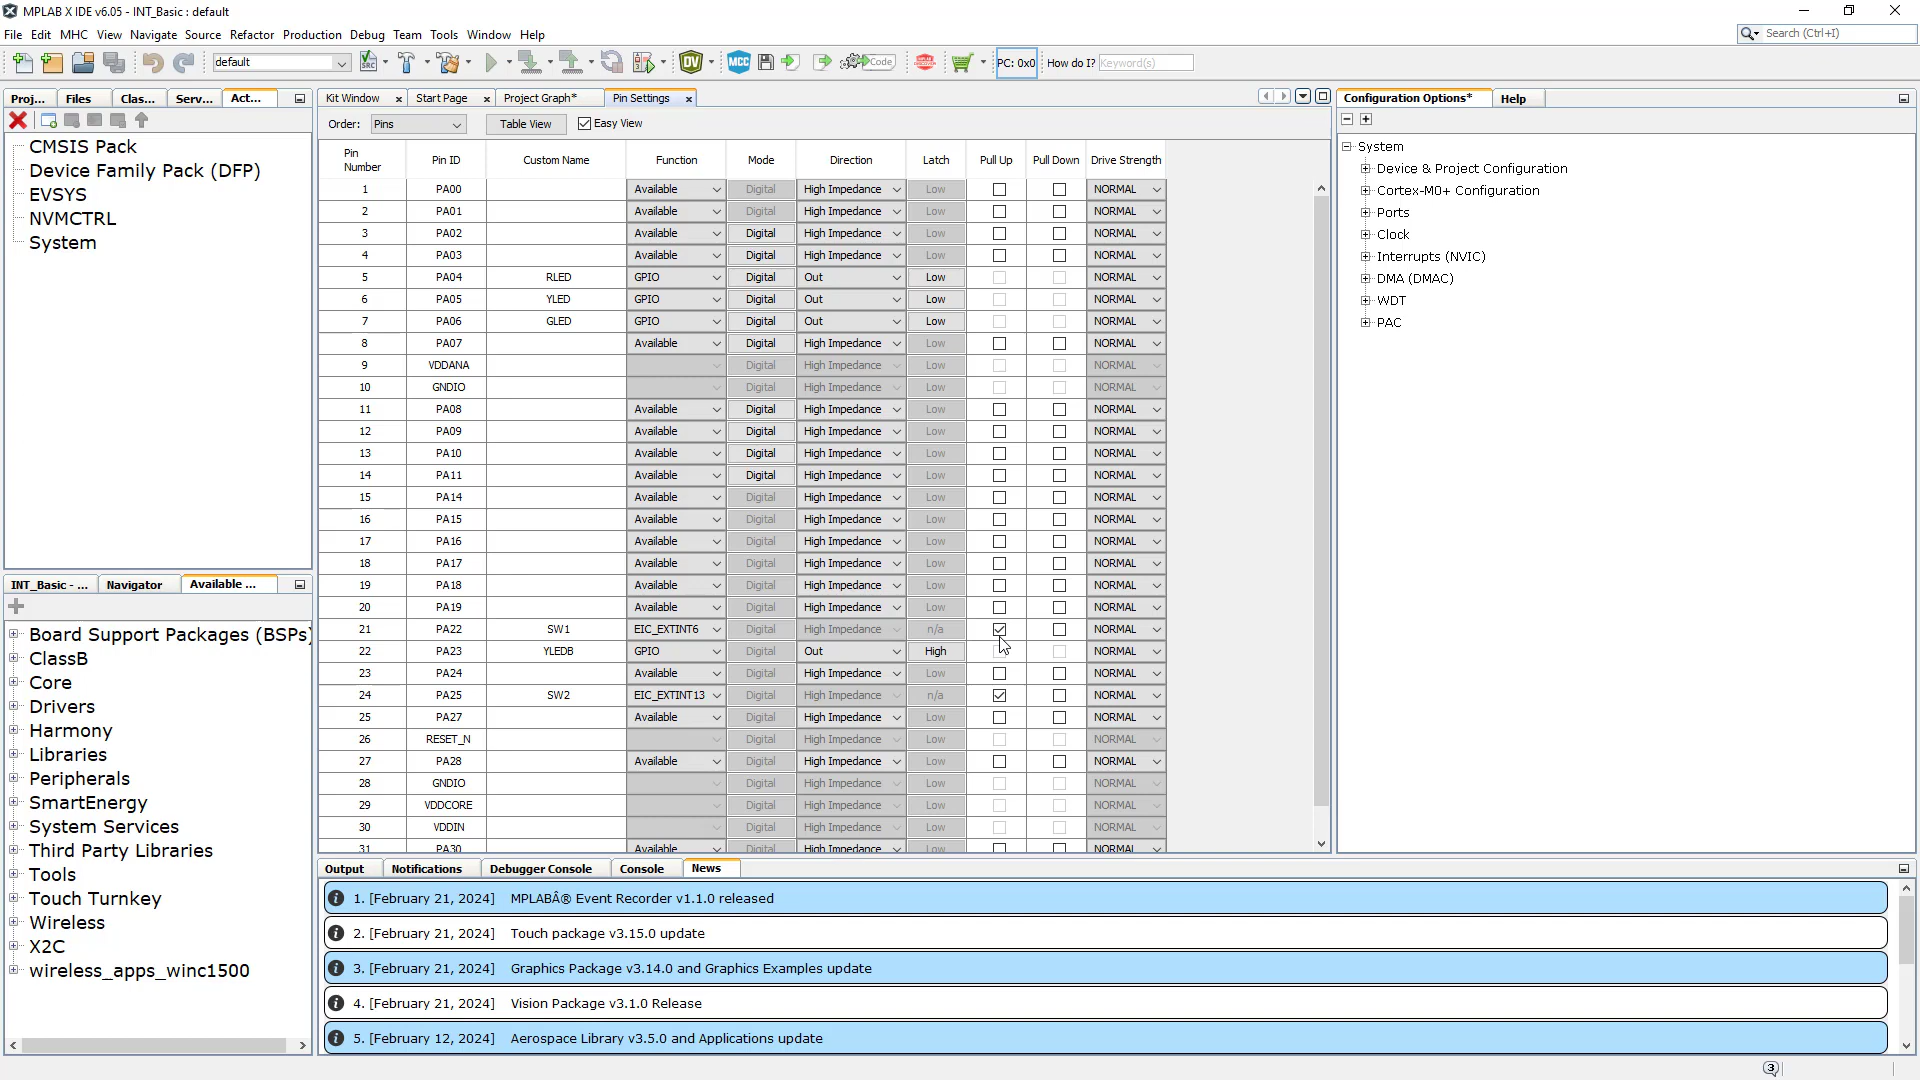 MPLAB X IDE v6.05 - INT_Basic : default
File Edit MHC View Navigate Source Refactor Production Debug Team Tools Window Help
Search (Ctrl+I)
default
SRC
DV
MCC
Code
PC: 0x0
How do I?
Keyword(s)
Proj... Files Clas... Serv... Act...
CMSIS Pack
Device Family Pack (DFP)
EVSYS
NVMCTRL
System
INT_Basic - ... Navigator Available ...
Board Support Packages (BSPs)
ClassB
Core
Drivers
Harmony
Libraries
Peripherals
SmartEnergy
System Services
Third Party Libraries
Tools
Touch Turnkey
Wireless
X2C
wireless_apps_winc1500
Kit Window Start Page Project Graph* Pin Settings
Order: Pins Table View Easy View
Pin Number Pin ID Custom Name Function Mode Direction Latch Pull Up Pull Down Drive Strength
1 PA00 Available Digital High Impedance Low NORMAL
2 PA01 Available Digital High Impedance Low NORMAL
3 PA02 Available Digital High Impedance Low NORMAL
4 PA03 Available Digital High Impedance Low NORMAL
5 PA04 RLED GPIO Digital Out Low NORMAL
6 PA05 YLED GPIO Digital Out Low NORMAL
7 PA06 GLED GPIO Digital Out Low NORMAL
8 PA07 Available Digital High Impedance Low NORMAL
9 VDDANA Digital High Impedance Low NORMAL
10 GNDIO Digital High Impedance Low NORMAL
11 PA08 Available Digital High Impedance Low NORMAL
12 PA09 Available Digital High Impedance Low NORMAL
13 PA10 Available Digital High Impedance Low NORMAL
14 PA11 Available Digital High Impedance Low NORMAL
15 PA14 Available Digital High Impedance Low NORMAL
16 PA15 Available Digital High Impedance Low NORMAL
17 PA16 Available Digital High Impedance Low NORMAL
18 PA17 Available Digital High Impedance Low NORMAL
19 PA18 Available Digital High Impedance Low NORMAL
20 PA19 Available Digital High Impedance Low NORMAL
21 PA22 SW1 EIC_EXTINT6 Digital High Impedance n/a NORMAL
22 PA23 YLEDB GPIO Digital Out High NORMAL
23 PA24 Available Digital High Impedance Low NORMAL
24 PA25 SW2 EIC_EXTINT13 Digital High Impedance n/a NORMAL
25 PA27 Available Digital High Impedance Low NORMAL
26 RESET_N Digital High Impedance Low NORMAL
27 PA28 Available Digital High Impedance Low NORMAL
28 GNDIO Digital High Impedance Low NORMAL
29 VDDCORE Digital High Impedance Low NORMAL
30 VDDIN Digital High Impedance Low NORMAL
31 PA30 Available Digital High Impedance Low NORMAL
Configuration Options* Help
System
Device & Project Configuration
Cortex-M0+ Configuration
Ports
Clock
Interrupts (NVIC)
DMA (DMAC)
WDT
PAC
Output Notifications Debugger Console Console News
1. [February 21, 2024] MPLABÂ® Event Recorder v1.1.0 released
2. [February 21, 2024] Touch package v3.15.0 update
3. [February 21, 2024] Graphics Package v3.14.0 and Graphics Examples update
4. [February 21, 2024] Vision Package v3.1.0 Release
5. [February 12, 2024] Aerospace Library v3.5.0 and Applications update
3